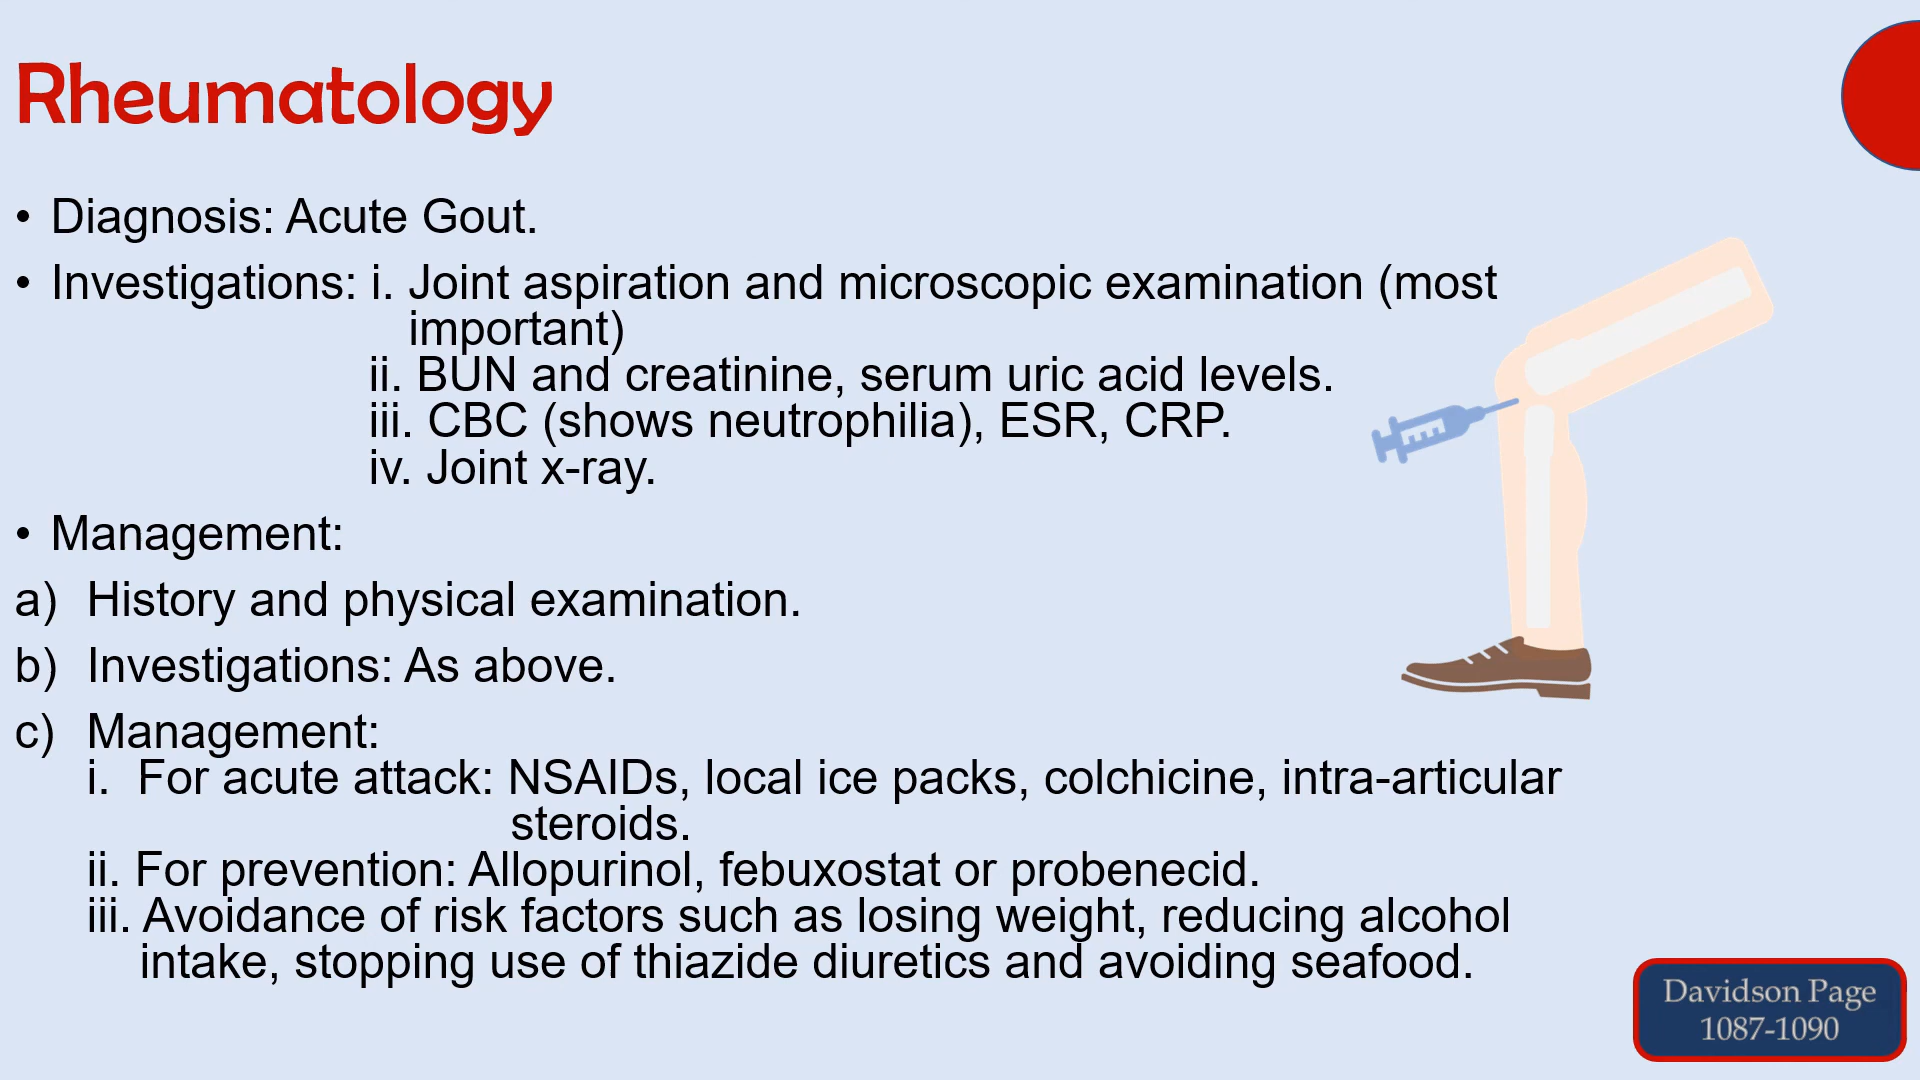 Rheumatology
• Diagnosis: Acute Gout.
• Investigations: i. Joint aspiration and microscopic examination (most
important)
ii. BUN and creatinine, serum uric acid levels.
iii. CBC (shows neutrophilia), ESR, CRP.
iv. Joint x-ray.
• Management:
a) History and physical examination.
b) Investigations: As above.
c) Management:
i. For acute attack: NSAIDs, local ice packs, colchicine, intra-articular
steroids.
ii. For prevention: Allopurinol, febuxostat or probenecid.
iii. Avoidance of risk factors such as losing weight, reducing alcohol
intake, stopping use of thiazide diuretics and avoiding seafood.
Davidson Page
1087-1090